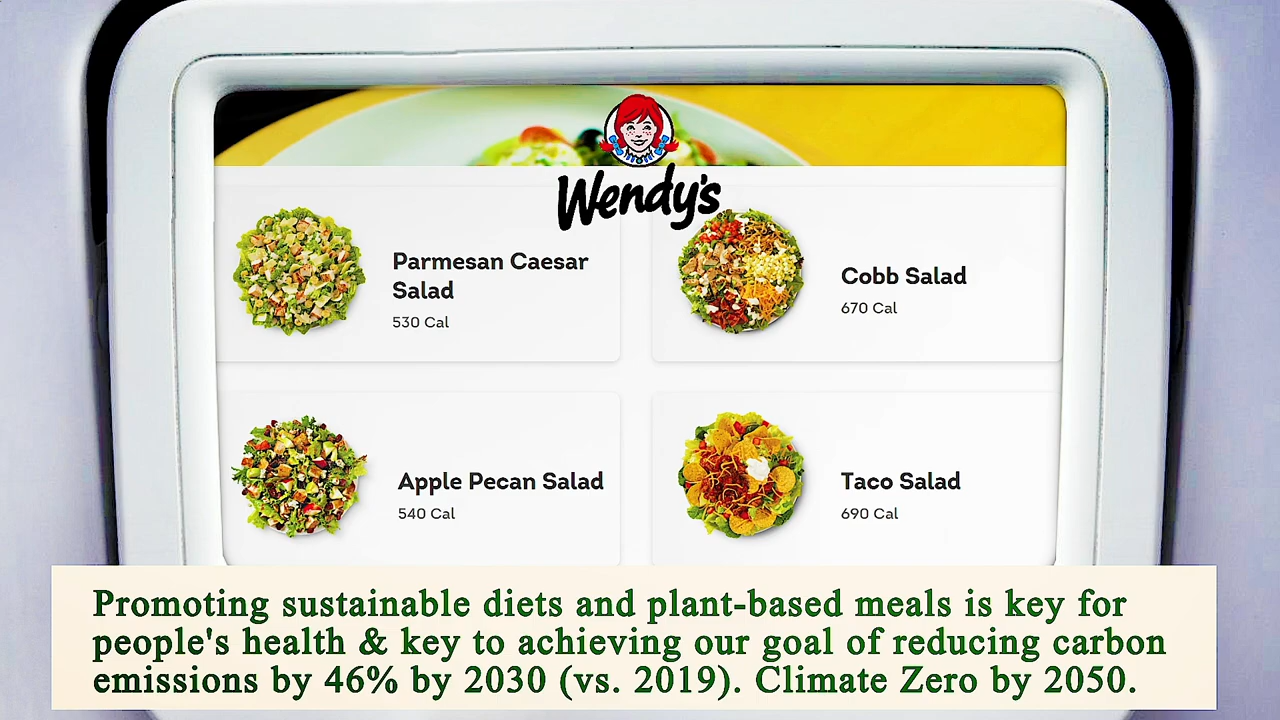 Wendy's
Parmesan Caesar
Salad
530 Cal
Cobb Salad
670 Cal
Apple Pecan Salad
540 Cal
Taco Salad
690 Cal
Promoting sustainable diets and plant-based meals is key for
people's health & key to achieving our goal of reducing carbon
emissions by 46% by 2030 (vs. 2019). Climate Zero by 2050.